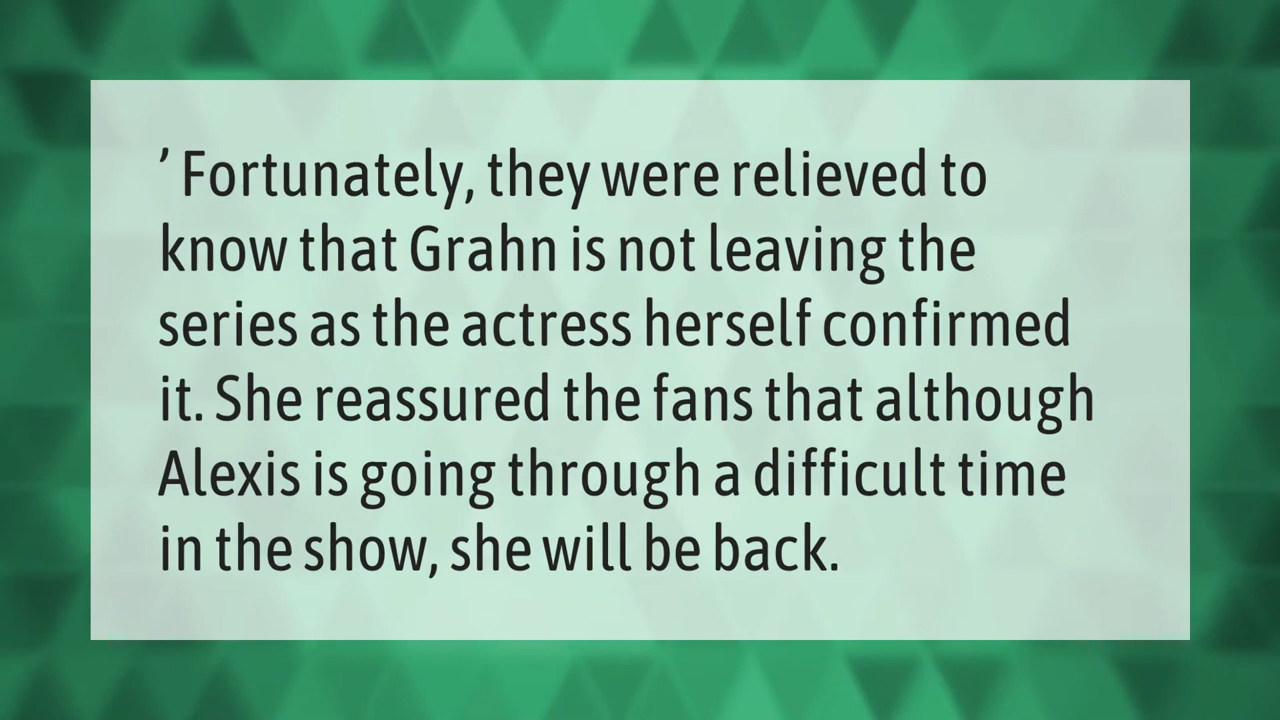 ’ Fortunately, they were relieved to
know that Grahn is not leaving the
series as the actress herself confirmed
it. She reassured the fans that although
Alexis is going through a difficult time
in the show, she will be back.